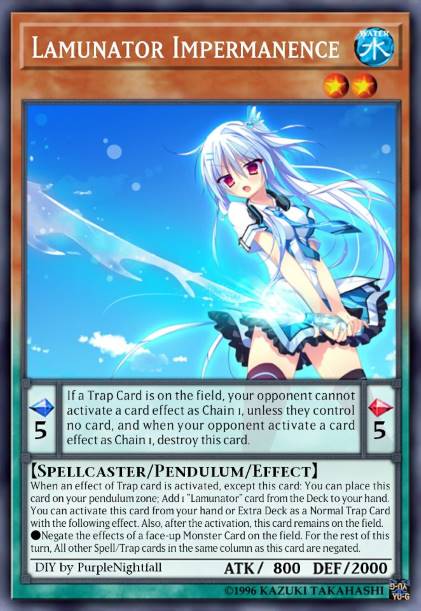 LAMUNATOR IMPERMANENCE
WATER
水
If a Trap Card is on the field, your opponent cannot
activate a card effect as Chain 1, unless they control
no card, and when your opponent activate a card
effect as Chain 1, destroy this card.
5
5
【SPELLCASTER/PENDULUM/EFFECT】
When an effect of Trap card is activated, except this card: You can place this
card on your pendulum zone; Add 1 "Lamunator" card from the Deck to your hand.
You can activate this card from your hand or Extra Deck as a Normal Trap Card
with the following effect. Also, after the activation, this card remains on the field.
●Negate the effects of a face-up Monster Card on the field. For the rest of this
turn, All other Spell/Trap cards in the same column as this card are negated.
DIY by PurpleNightfall
ATK/ 800 DEF/2000
©1996 KAZUKI TAKAHASHI